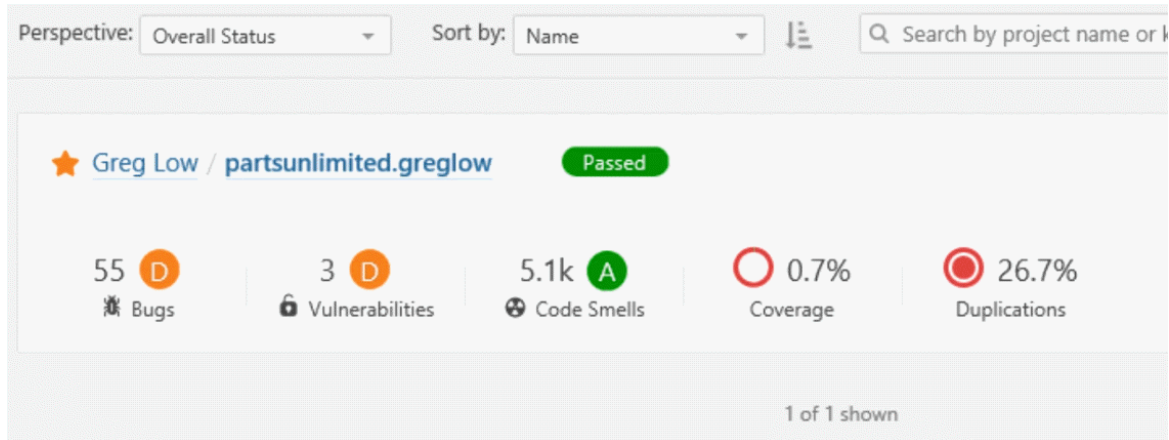 Perspective: Overall Status Sort by: Name Search by project name or k
Greg Low / partsunlimited.greglow Passed
55 D 3 D 5.1k A 0.7% 26.7%
Bugs Vulnerabilities Code Smells Coverage Duplications
1 of 1 shown